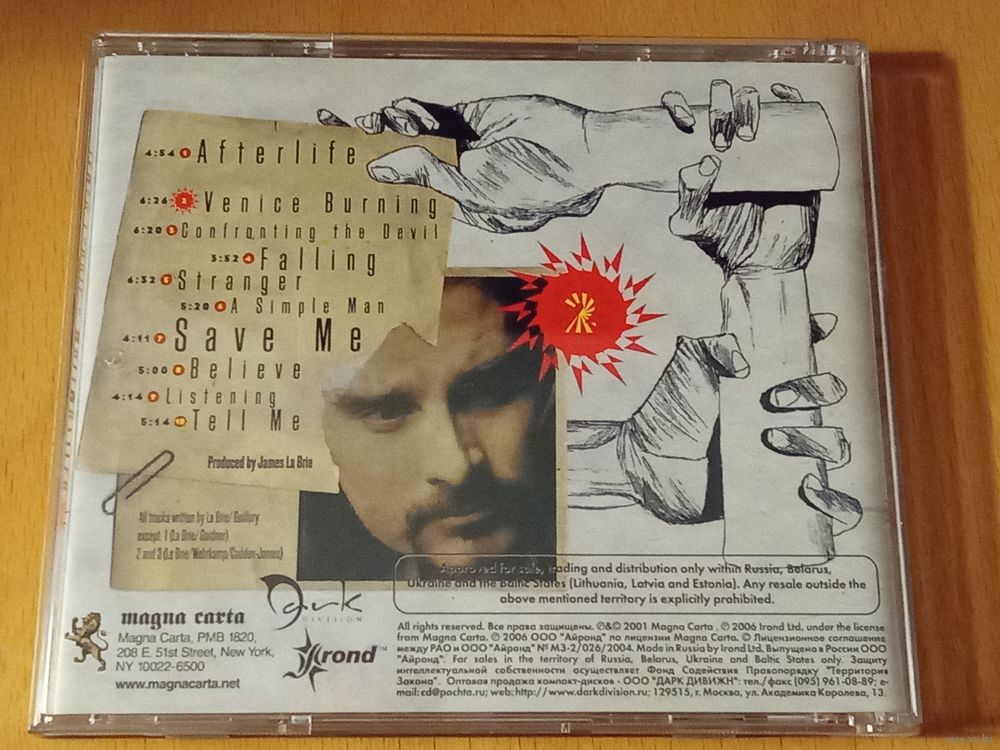 4:54 1 Afterlife
6:26 2 Venice Burning
6:20 3 Confronting the Devil
3:52 4 Falling
6:32 5 Stranger
5:20 6 A Simple Man
4:11 7 Save Me
5:00 8 Believe
4:14 9 Listening
5:14 10 Tell Me
Produced by James La Brie
All tracks written by La Brie/ Guillory
except: 1 (La Brie/ Guidner)
2 and 3 (La Brie/Wehrkamp/Cadden-James)
2
Approved for sale, trading and distribution only within Russia, Belarus,
Ukraine and the Baltic States (Lithuania, Latvia and Estonia). Any resale outside the
above mentioned territory is explicitly prohibited.
magna carta
Magna Carta, PMB 1820,
208 E. 51st Street, New York,
NY 10022-6500
www.magnacarta.net
Dark
DIVISION
Irond™
All rights reserved. Все права защищены. ℗&© 2001 Magna Carta . ℗ 2006 Irond Ltd. under the license
from Magna Carta. © 2006 ООО "Айронд" по лицензии Magna Carta. © Лицензионное соглашение
между РАО и ООО "Айронд" № МЗ-2/026/2004. Made in Russia by Irond Ltd. Выпущено в России ООО
"Айронд". For sales in the territory of Russia, Belarus, Ukraine and Baltic States only. Защиту
интеллектуальной собственности осуществляет Фонд Содействия Правопорядку "Территория
Закона". Оптовая продажа компакт-дисков - ООО "ДАРК ДИВИЖН": тел./факс (095) 961-08-89; e-
mail: cd@pochta.ru; web: http://www.darkdivision.ru; 129515, г. Москва, ул. Академика Королева, 13.